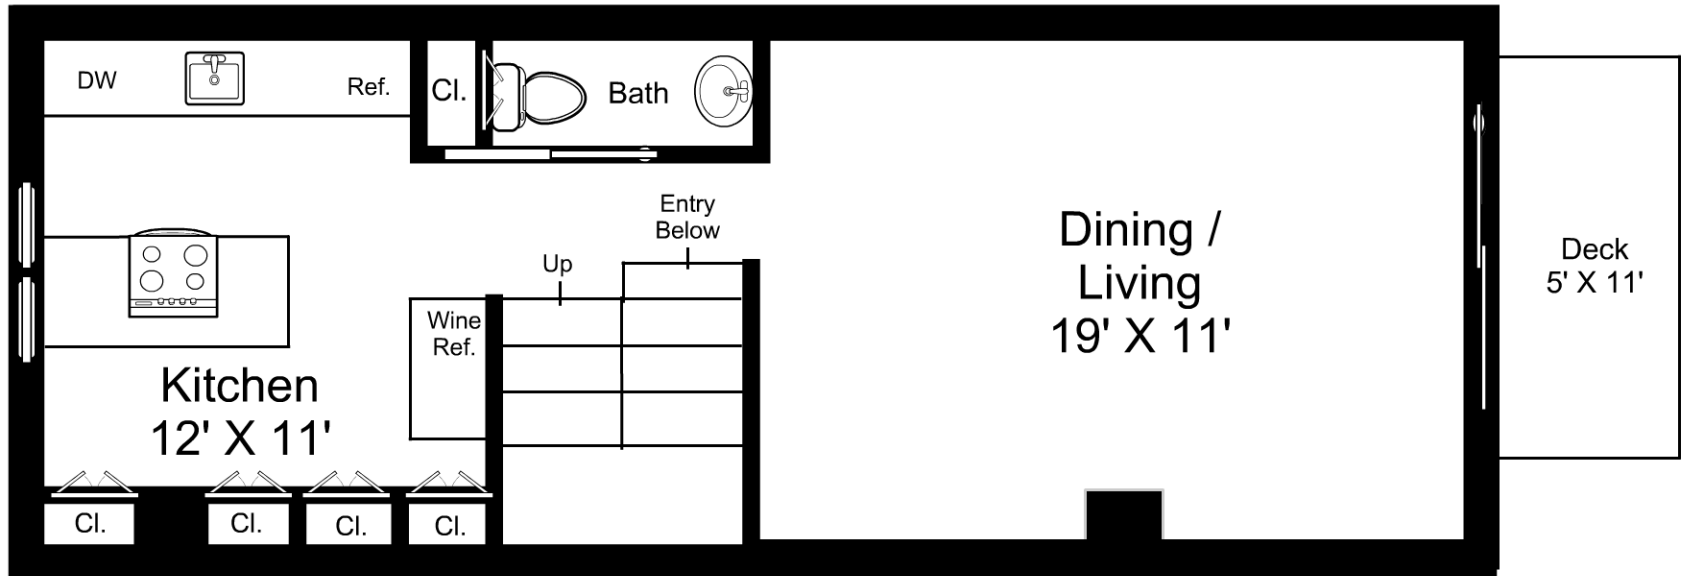 DW
Ref.
Cl.
Bath
Entry
Below
Up
Wine
Ref.
Kitchen
12' X 11'
Dining /
Living
19' X 11'
Deck
5' X 11'
Cl.
Cl.
Cl.
Cl.